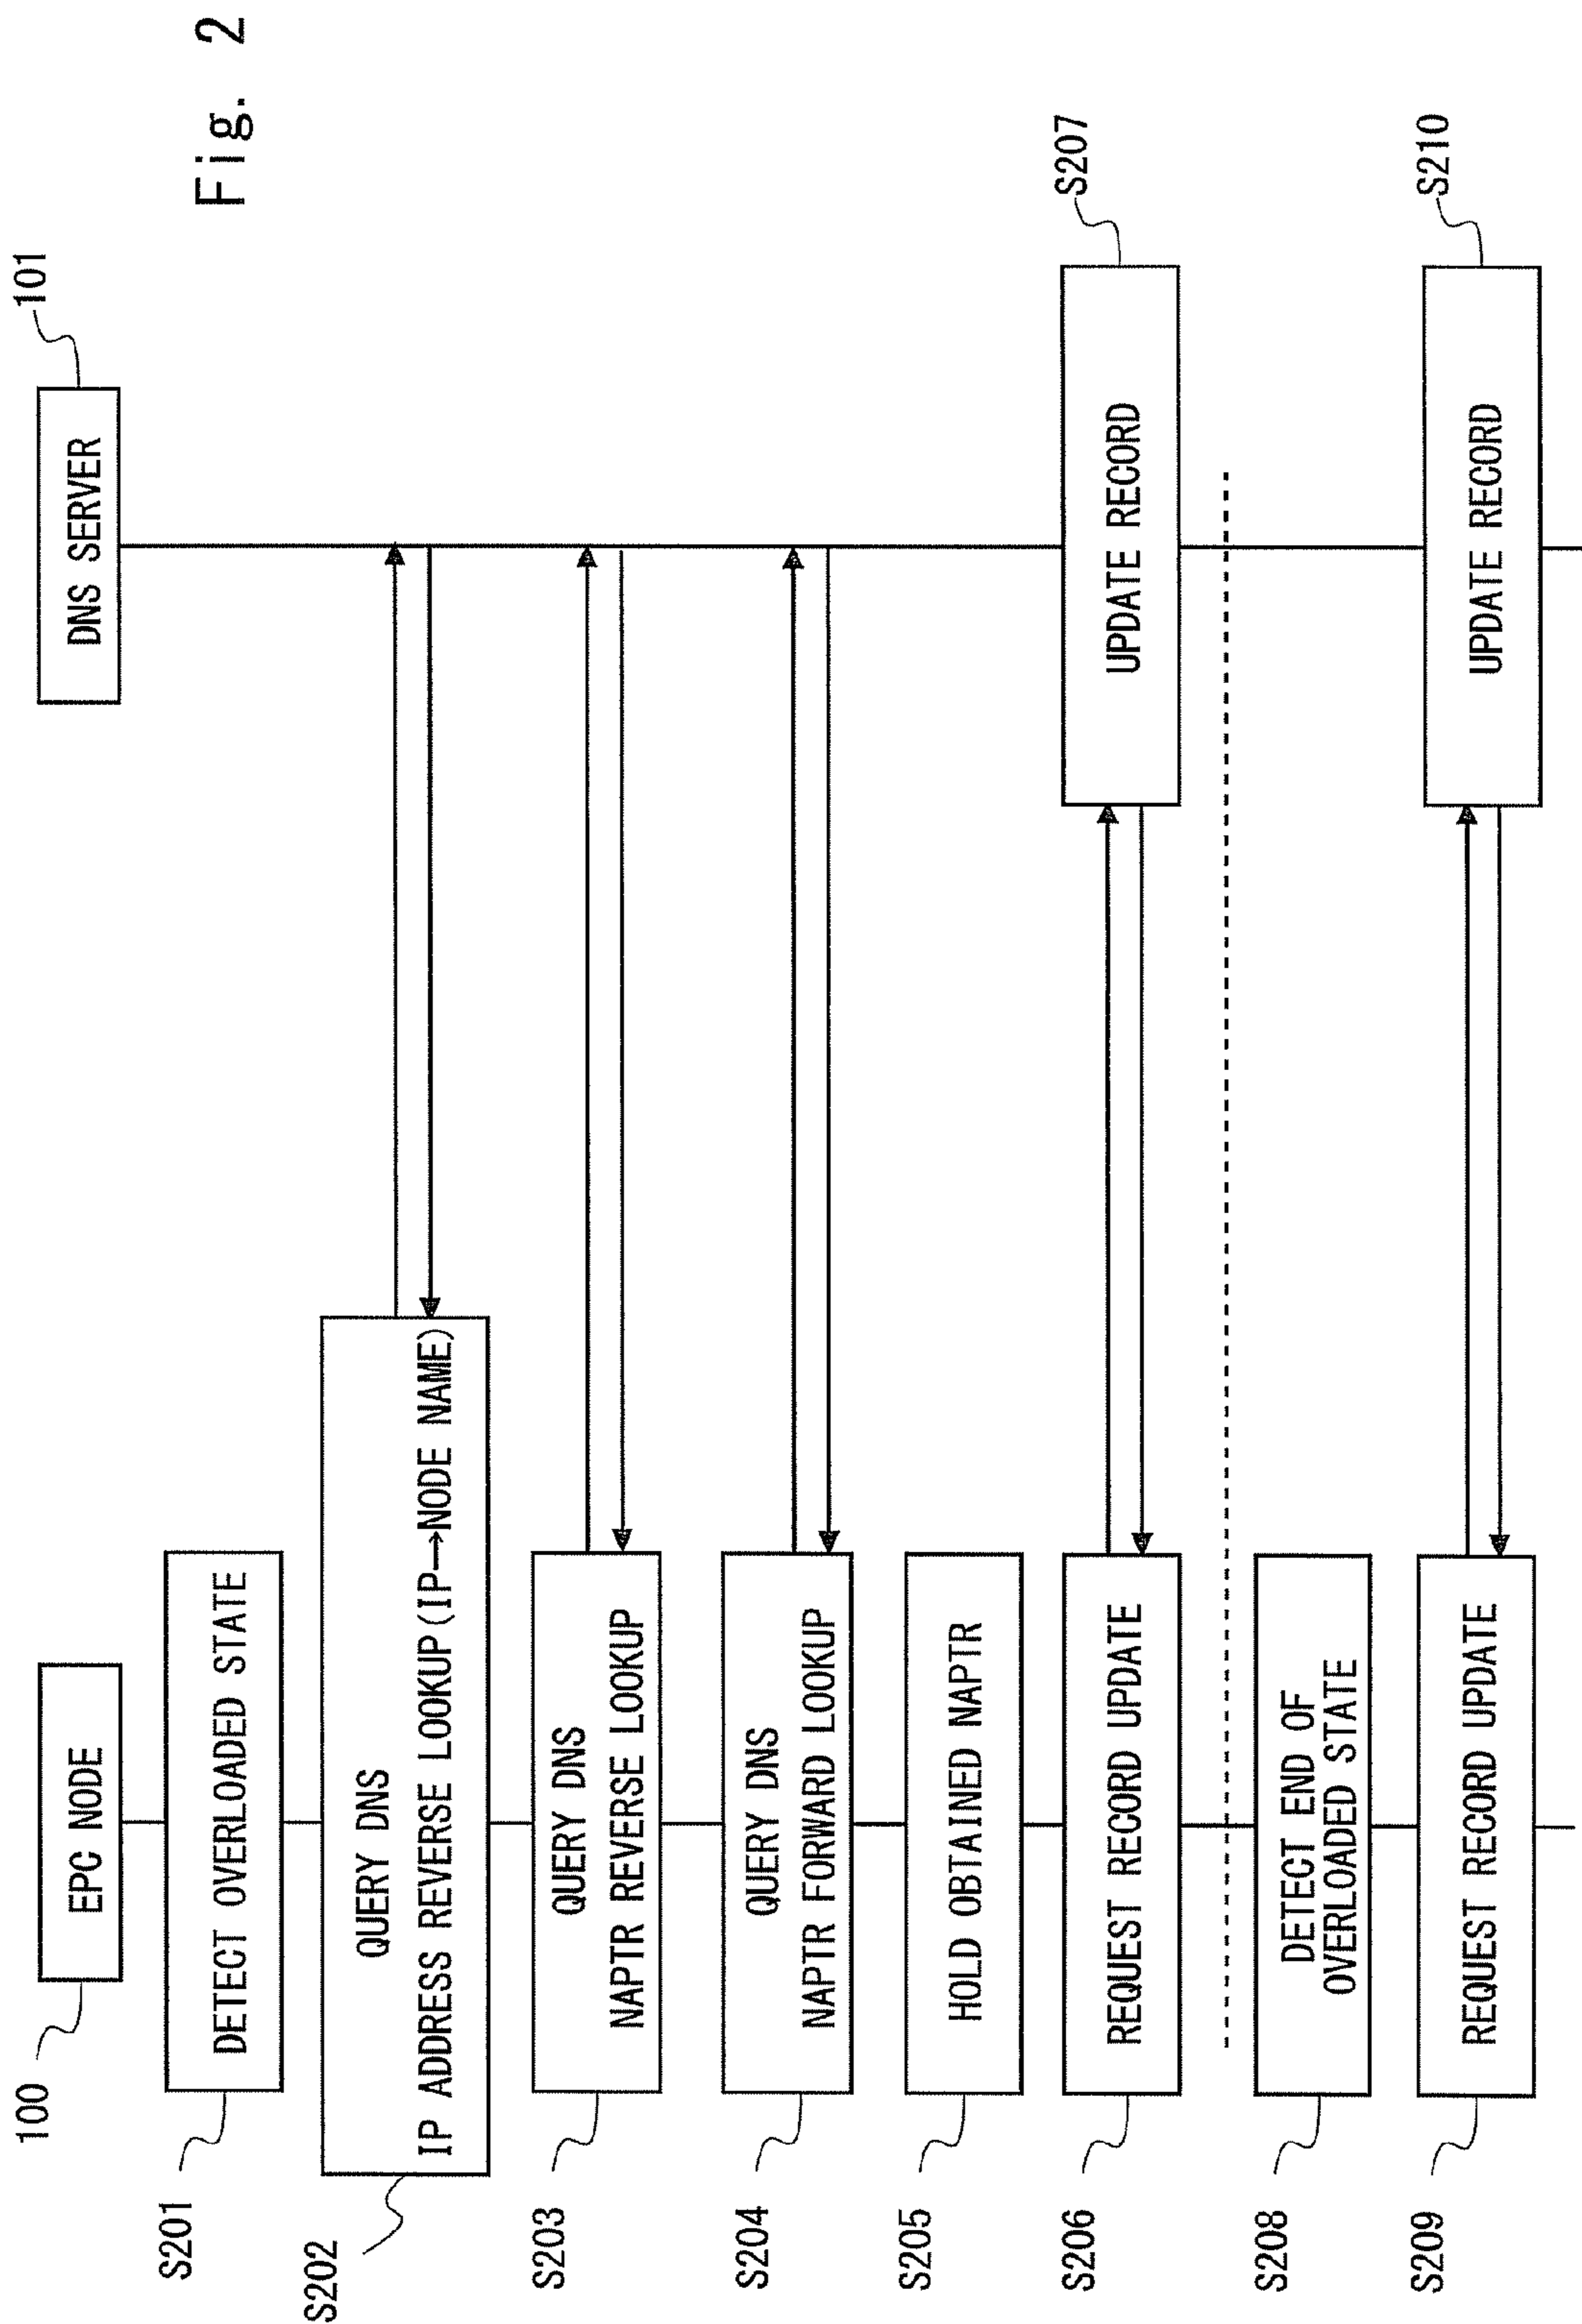 Fig. 2
100
EPC NODE
DNS SERVER
101
S201
DETECT OVERLOADED STATE
S202
QUERY DNS
IP ADDRESS REVERSE LOOKUP(IP→NODE NAME)
S203
QUERY DNS
NAPTR REVERSE LOOKUP
S204
QUERY DNS
NAPTR FORWARD LOOKUP
S205
HOLD OBTAINED NAPTR
S206
REQUEST RECORD UPDATE
UPDATE RECORD
S207
S208
DETECT END OF
OVERLOADED STATE
S209
REQUEST RECORD UPDATE
UPDATE RECORD
S210